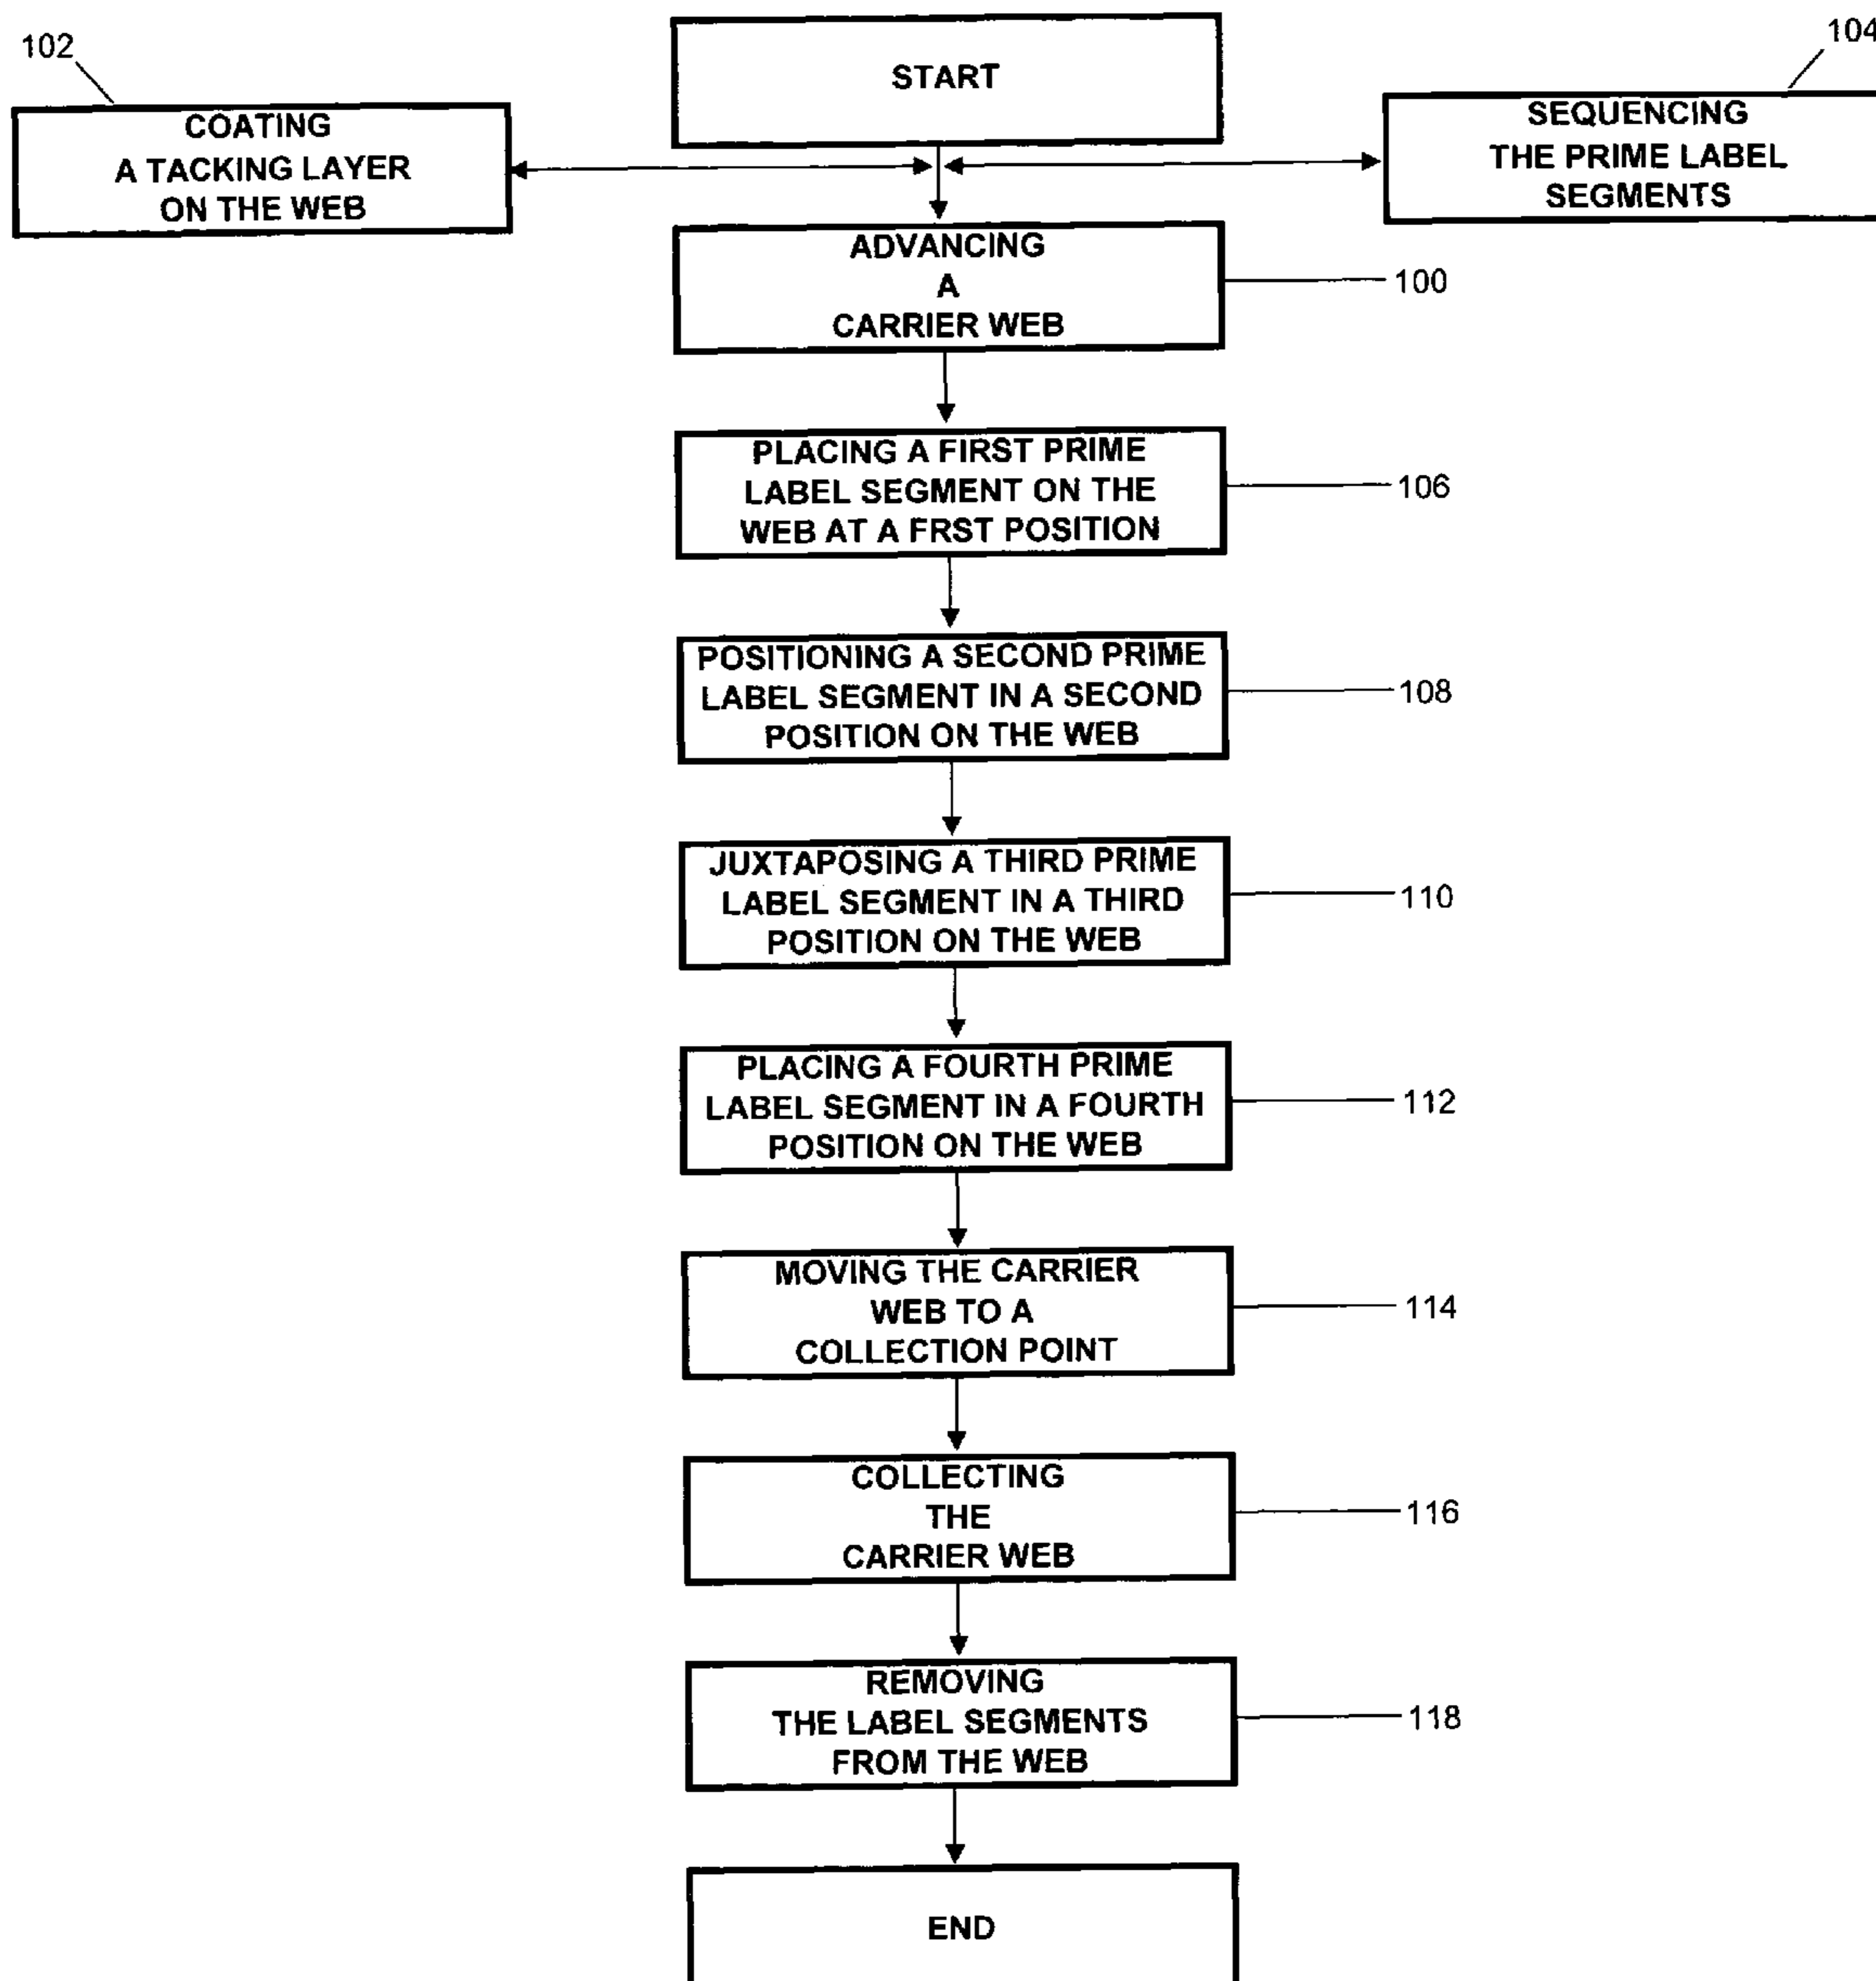 102
START
104
COATING
A TACKING LAYER
ON THE WEB
SEQUENCING
THE PRIME LABEL
SEGMENTS
ADVANCING
A
CARRIER WEB
100
PLACING A FIRST PRIME
LABEL SEGMENT ON THE
WEB AT A FRST POSITION
106
POSITIONING A SECOND PRIME
LABEL SEGMENT IN A SECOND
POSITION ON THE WEB
108
JUXTAPOSING A THIRD PRIME
LABEL SEGMENT IN A THIRD
POSITION ON THE WEB
110
PLACING A FOURTH PRIME
LABEL SEGMENT IN A FOURTH
POSITION ON THE WEB
112
MOVING THE CARRIER
WEB TO A
COLLECTION POINT
114
COLLECTING
THE
CARRIER WEB
116
REMOVING
THE LABEL SEGMENTS
FROM THE WEB
118
END